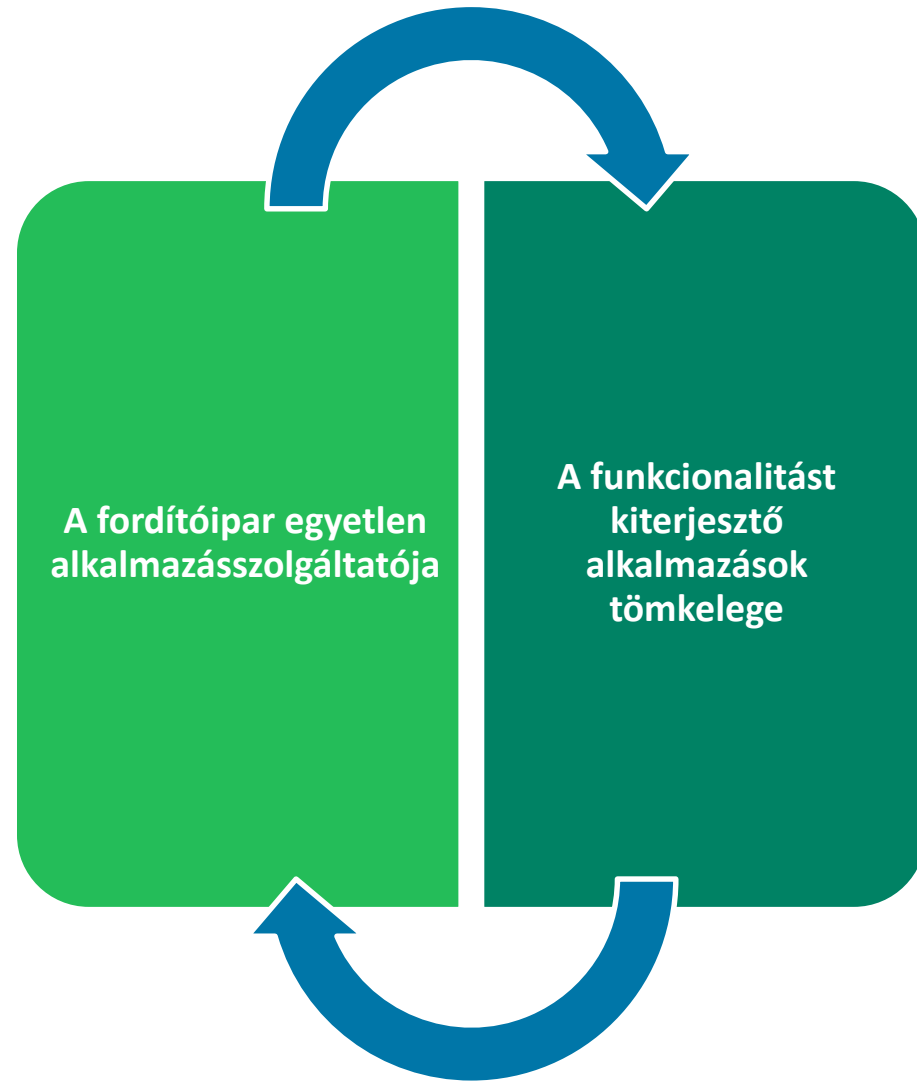 A fordítóipar egyetlen
alkalmazásszolgáltatója
A funkcionalitást
kiterjesztő
alkalmazások
tömkelege